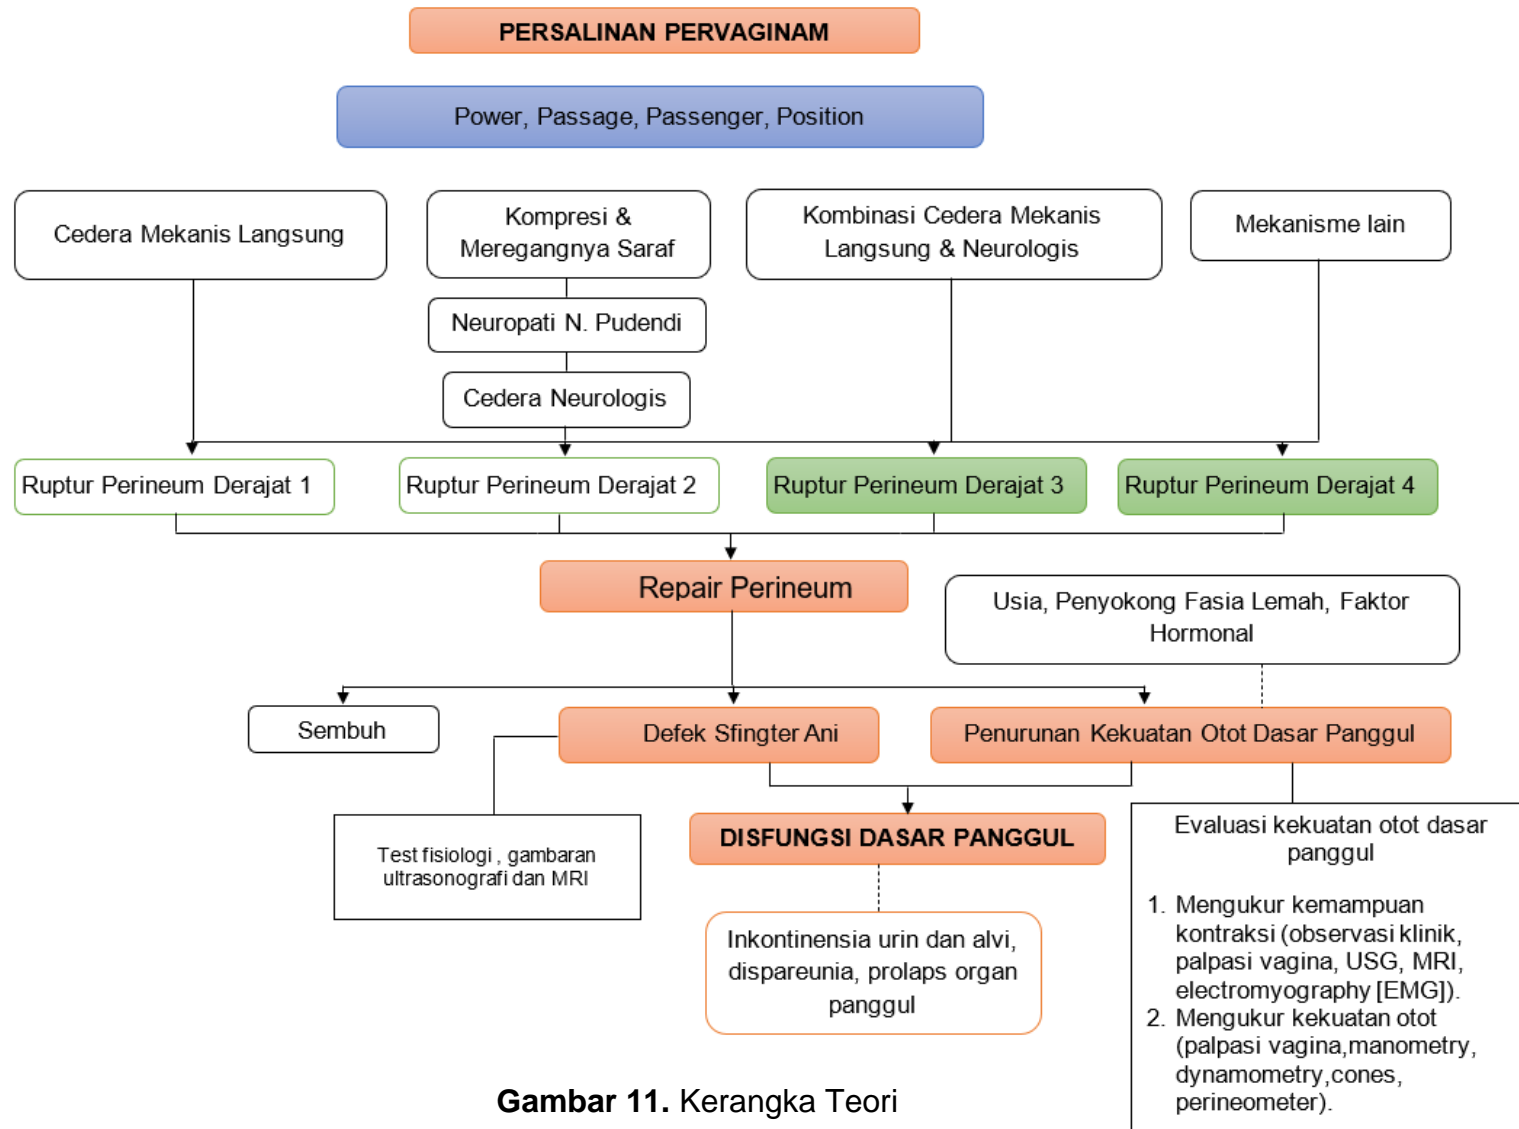 PERSALINAN PERVAGINAM
Power, Passage, Passenger, Position
Cedera Mekanis Langsung
Kompresi &
Meregangnya Saraf
Kombinasi Cedera Mekanis
Langsung & Neurologis
Mekanisme lain
Neuropati N. Pudendi
Cedera Neurologis
Ruptur Perineum Derajat 1
Ruptur Perineum Derajat 2
Ruptur Perineum Derajat 3
Ruptur Perineum Derajat 4
Repair Perineum
Usia, Penyokong Fasia Lemah, Faktor
Hormonal
Sembuh
Defek Sfingter Ani
Penurunan Kekuatan Otot Dasar Panggul
Test fisiologi , gambaran
ultrasonografi dan MRI
DISFUNGSI DASAR PANGGUL
Inkontinensia urin dan alvi,
dispareunia, prolaps organ
panggul
Evaluasi kekuatan otot dasar
panggul
1. Mengukur kemampuan
kontraksi (observasi klinik,
palpasi vagina, USG, MRI,
electromyography [EMG]).
2. Mengukur kekuatan otot
(palpasi vagina,manometry,
dynamometry,cones,
perineometer).
Gambar 11. Kerangka Teori